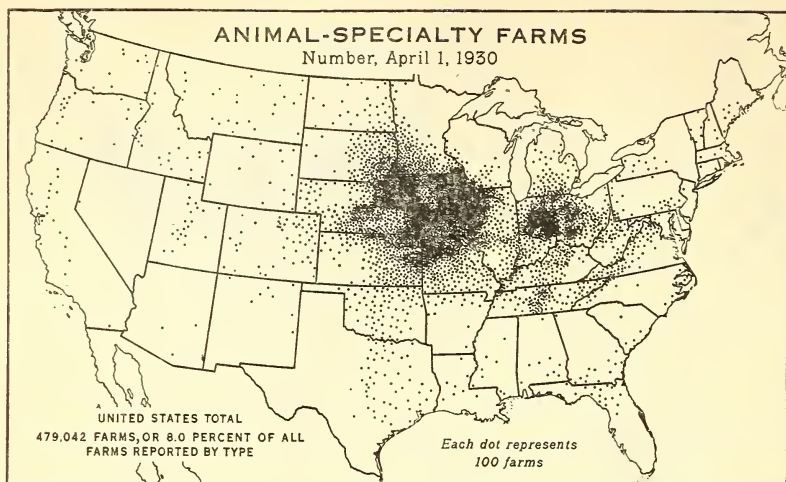 ANIMAL-SPECIALTY FARMS
Number, April 1, 1930
UNITED STATES TOTAL
479,042 FARMS, OR 8.0 PERCENT OF ALL
FARMS REPORTED BY TYPE
Each dot represents
100 farms